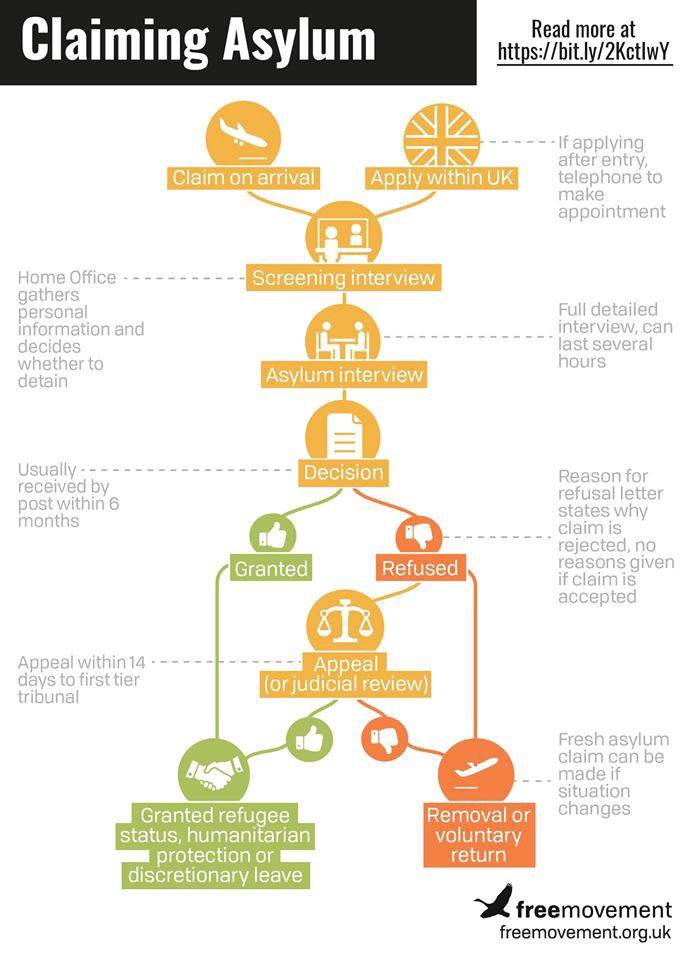 Claiming Asylum
Read more at
https://bit.ly/2KctIwY
Claim on arrival
Apply within UK
If applying
after entry,
telephone to
make
appointment
Screening interview
Home Office
gathers
personal
information and
decides
whether to
detain
Full detailed
interview, can
last several
hours
Asylum interview
Decision
Usually
received by
post within 6
months
Granted
Refused
Reason for
refusal letter
states why
claim is
rejected, no
reasons given
if claim is
accepted
Appeal
(or judicial review)
Appeal within 14
days to first tier
tribunal
Fresh asylum
claim can be
made if
situation
changes
Granted refugee
status, humanitarian
protection or
discretionary leave
Removal or
voluntary
return
freemovement
freemovement.org.uk